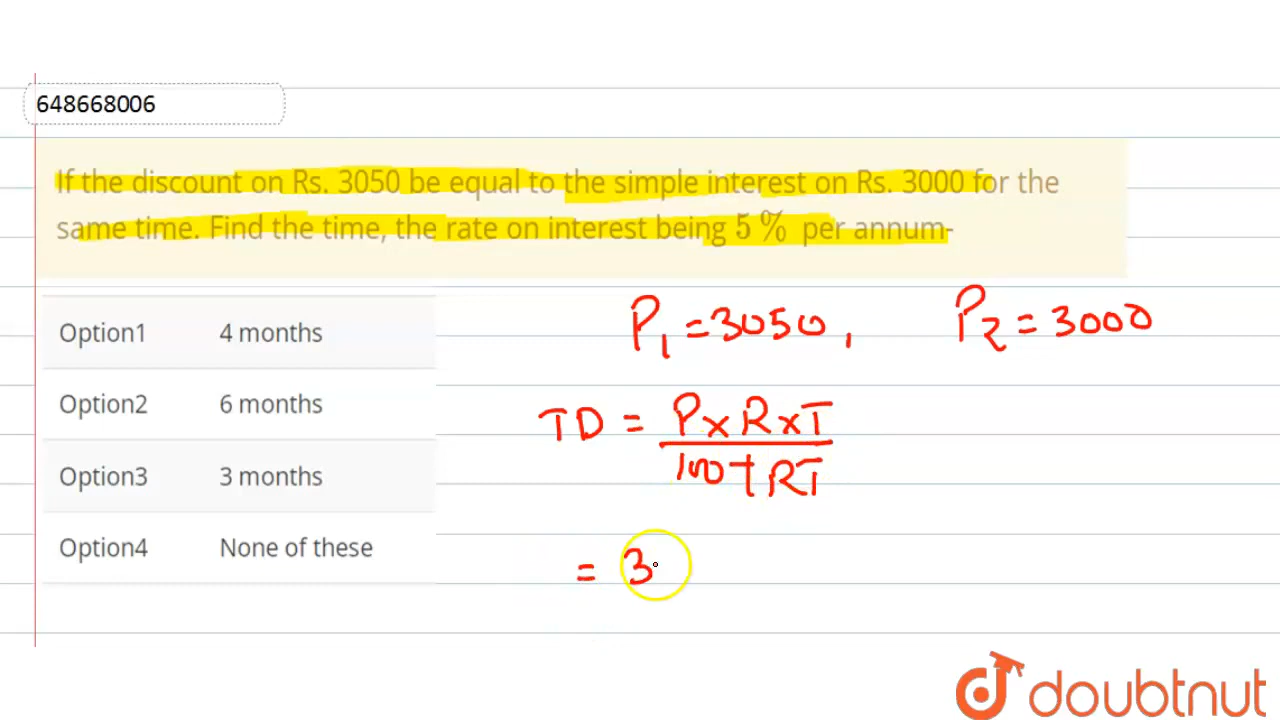 648668006
If the discount on Rs. 3050 be equal to the simple interest on Rs. 3000 for the
same time. Find the time, the rate on interest being 5% per annum-
Option1 4 months
Option2 6 months
Option3 3 months
Option4 None of these
P₁ = 3050, P₂ = 3000
TD = P×R×T
100+RT
= 3
doubtnut